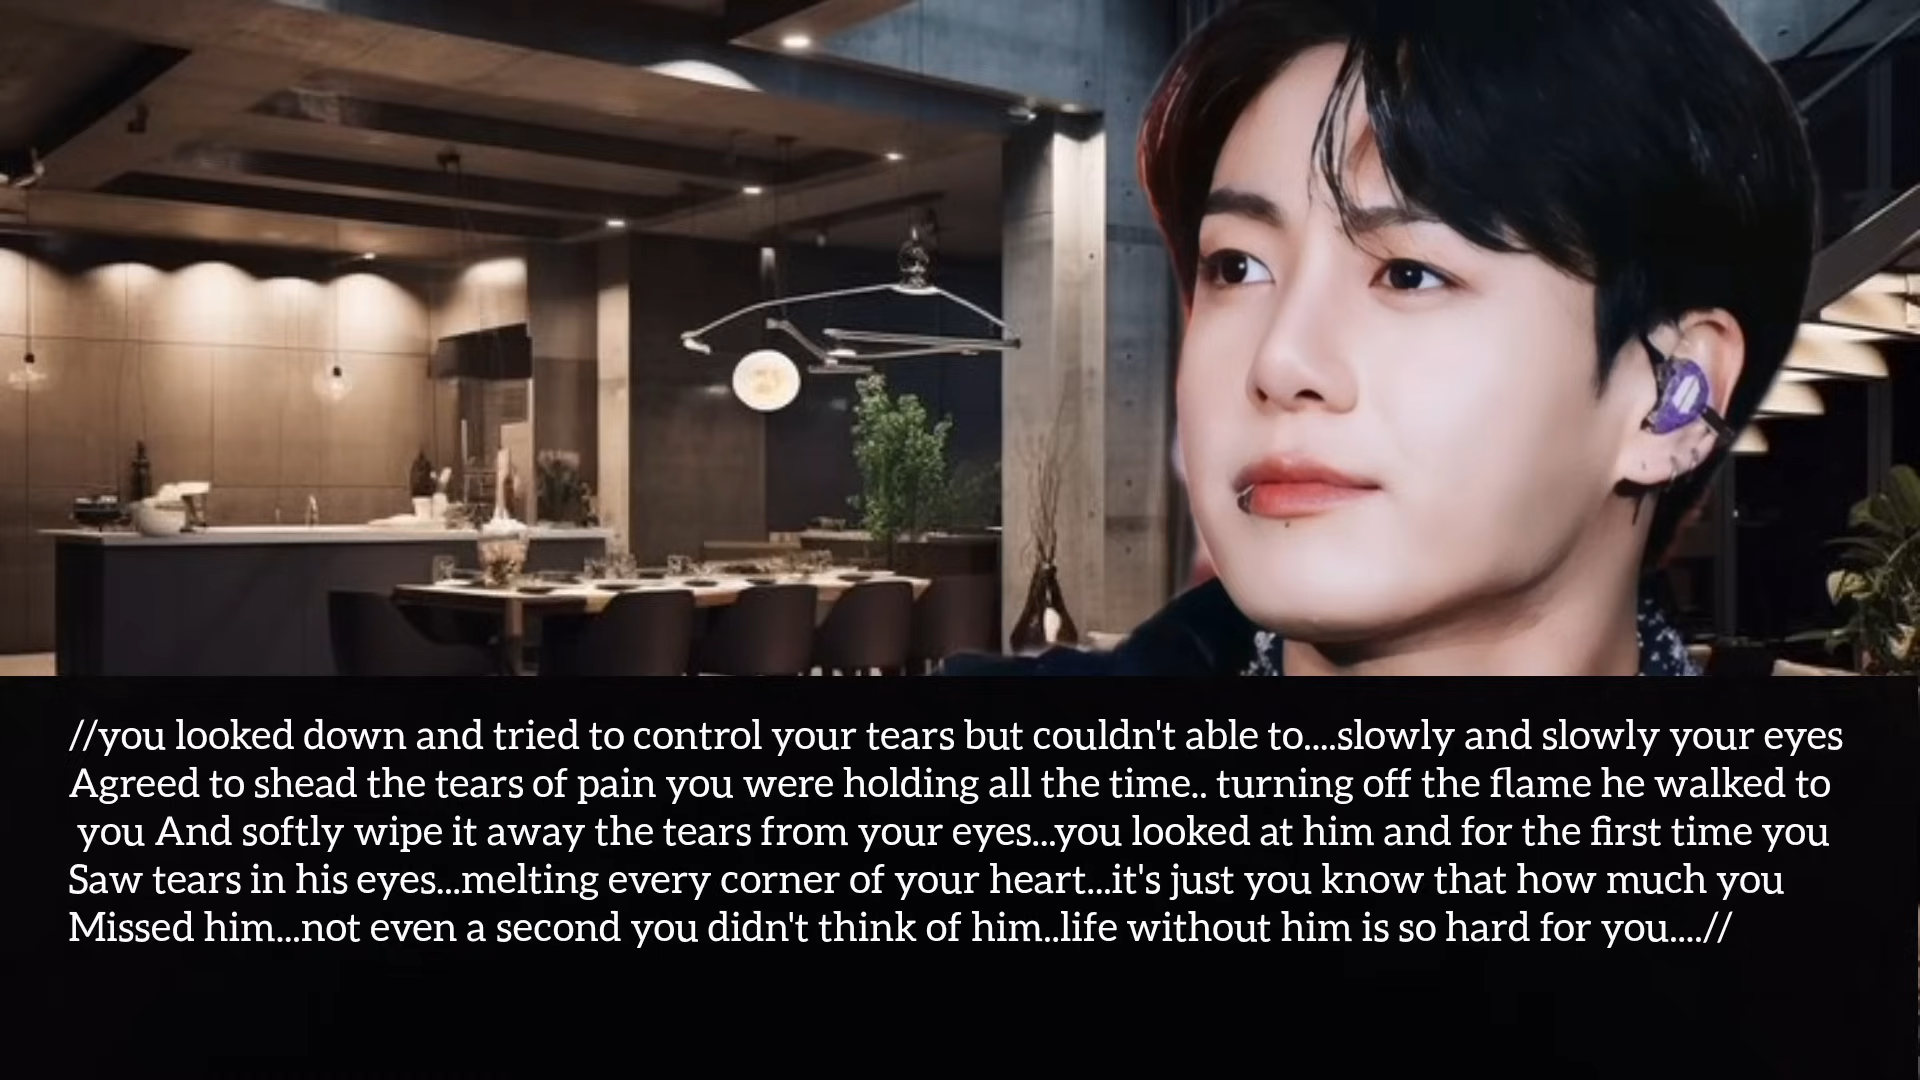 //you looked down and tried to control your tears but couldn't able to....slowly and slowly your eyes
Agreed to shead the tears of pain you were holding all the time.. turning off the flame he walked to
you And softly wipe it away the tears from your eyes...you looked at him and for the first time you
Saw tears in his eyes...melting every corner of your heart...it's just you know that how much you
Missed him...not even a second you didn't think of him..life without him is so hard for you....//